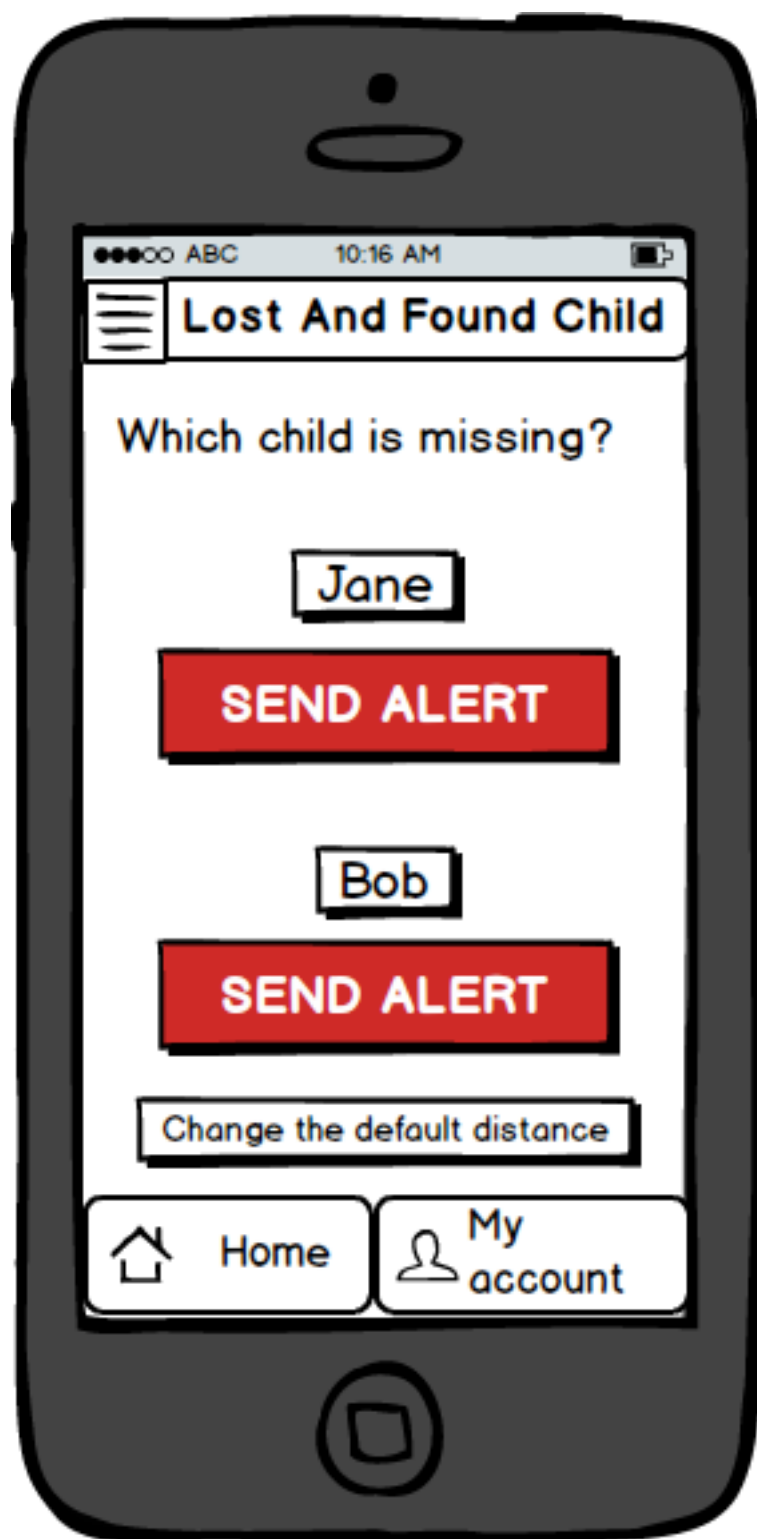 ABC 10:16 AM
Lost And Found Child
Which child is missing?
Jane
SEND ALERT
Bob
SEND ALERT
Change the default distance
Home
My
account